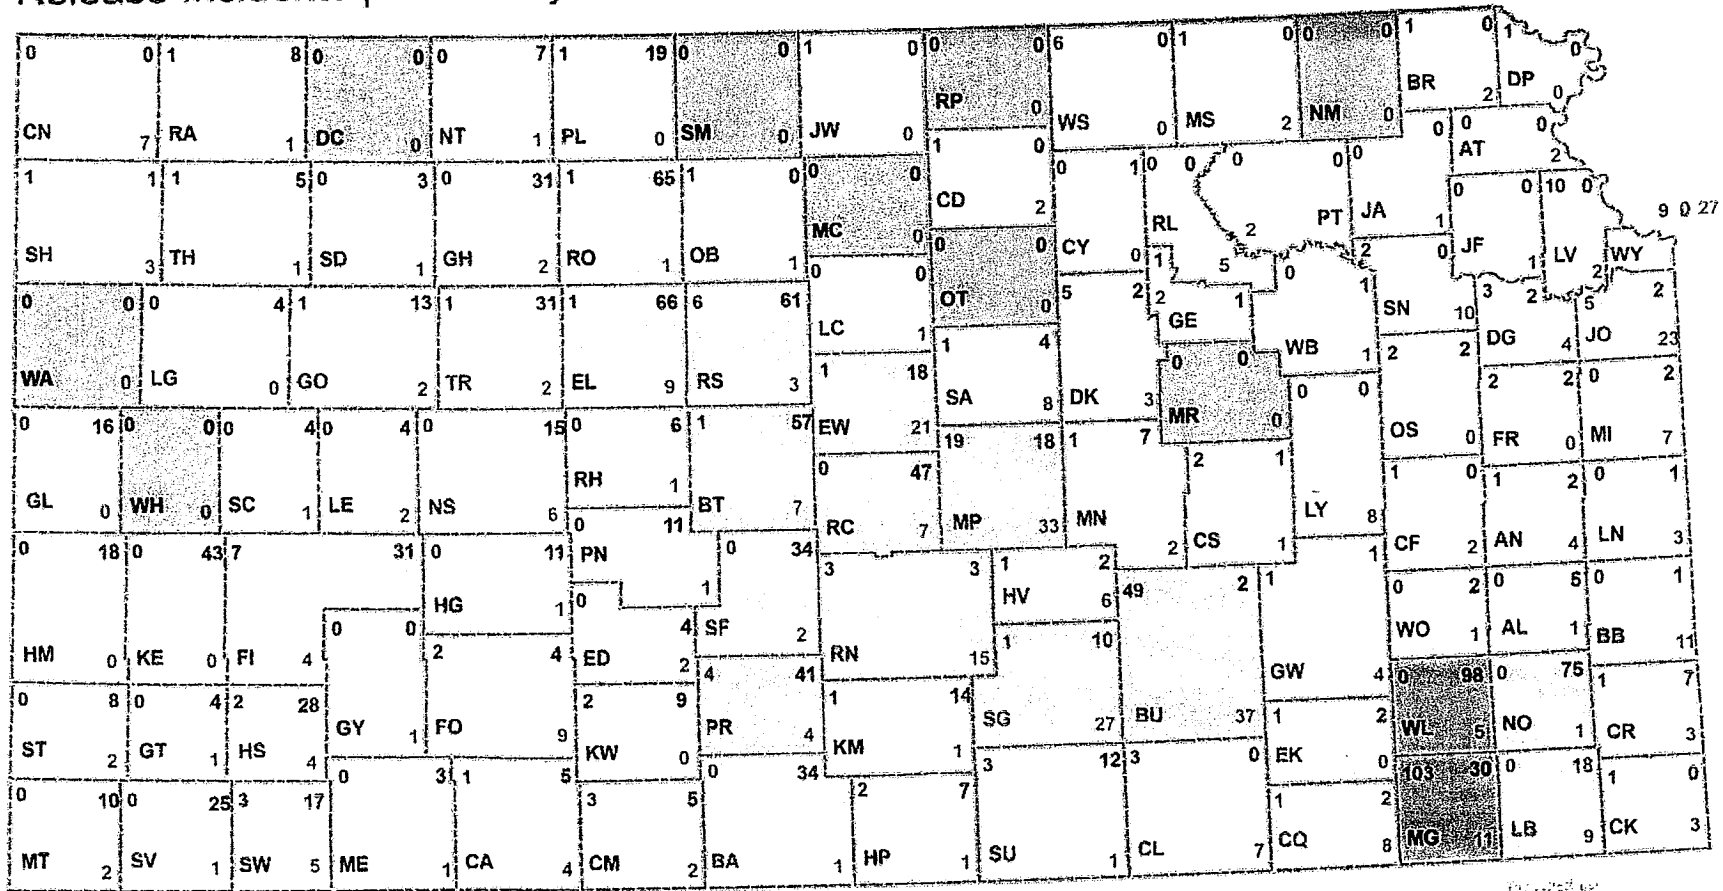 Release Incidents
0 0 1 8 0 0 0 7 1 19 0 0 1 0 0 0 6 0 1 0 0 0 1 0 1 0
CN 7 RA 1 DC 0 NT 1 PL 0 SM 0 JW 0 RP 0 WS 0 MS 2 NM 0 BR 2 DP 0
1 1 1 5 0 3 0 31 1 65 1 0 0 0 1 0 0 1 0 0 0 0 0 0 0 0
SH 3 TH 1 SD 1 GH 2 RO 1 OB 1 MC 0 CD 2 CY 0 RL 7 PT 2 JA 1 AT 2
0 0 10 0 9 0 27
JF 1 LV 2 WY
0 0 0 4 1 13 1 31 1 66 6 61 0 0 0 0 5 2 1 5 2 1 0 1 2 0 3 2 5 2
WA 0 LG 0 GO 2 TR 2 EL 9 RS 3 LC 1 OT 0 DK 3 GE WB 1 SN 10 DG 4 JO 23
1 18 1 4 0 0 0 0 2 2 2 2 0 2
EW 21 SA 8 MR 0 LY 8 OS 0 FR 0 MI 7
0 16 0 0 0 4 0 4 0 15 0 6 1 57 0 47 19 18 1 7 2 1 1 0 1 2 0 1
GL 0 WH 0 SC 1 LE 2 NS 6 RH 1 BT 7 RC 7 MP 33 MN 2 CS 1 CF 2 AN 4 LN 3
0 18 0 43 7 31 0 11 0 11 0 34 3 3 1 2 49 2 1 1 0 2 0 5 0 1
HM 0 KE 0 FI 4 HG 1 PN 1 SF 2 RN 15 HV 6 BU 37 GW 4 WO 1 AL 1 BB 11
0 0 2 4 0 4 4 41 1 10 0 98 0 75 1 7
GY 1 FO 9 ED 2 PR 4 SG 27 WL 5 NO 1 CR 3
0 8 0 4 2 28 2 9 1 14 1 2
ST 2 GT 1 HS 4 KW 0 KM 1 EK 0
0 10 0 25 3 17 0 3 1 5 3 5 0 34 2 7 3 12 3 0 1 2 103 30 0 18 1 0
MT 2 SV 1 SW 5 ME 1 CA 4 CM 2 BA 1 HP 1 SU 1 CL 7 CQ 8 MG 11 LB 9 CK 3